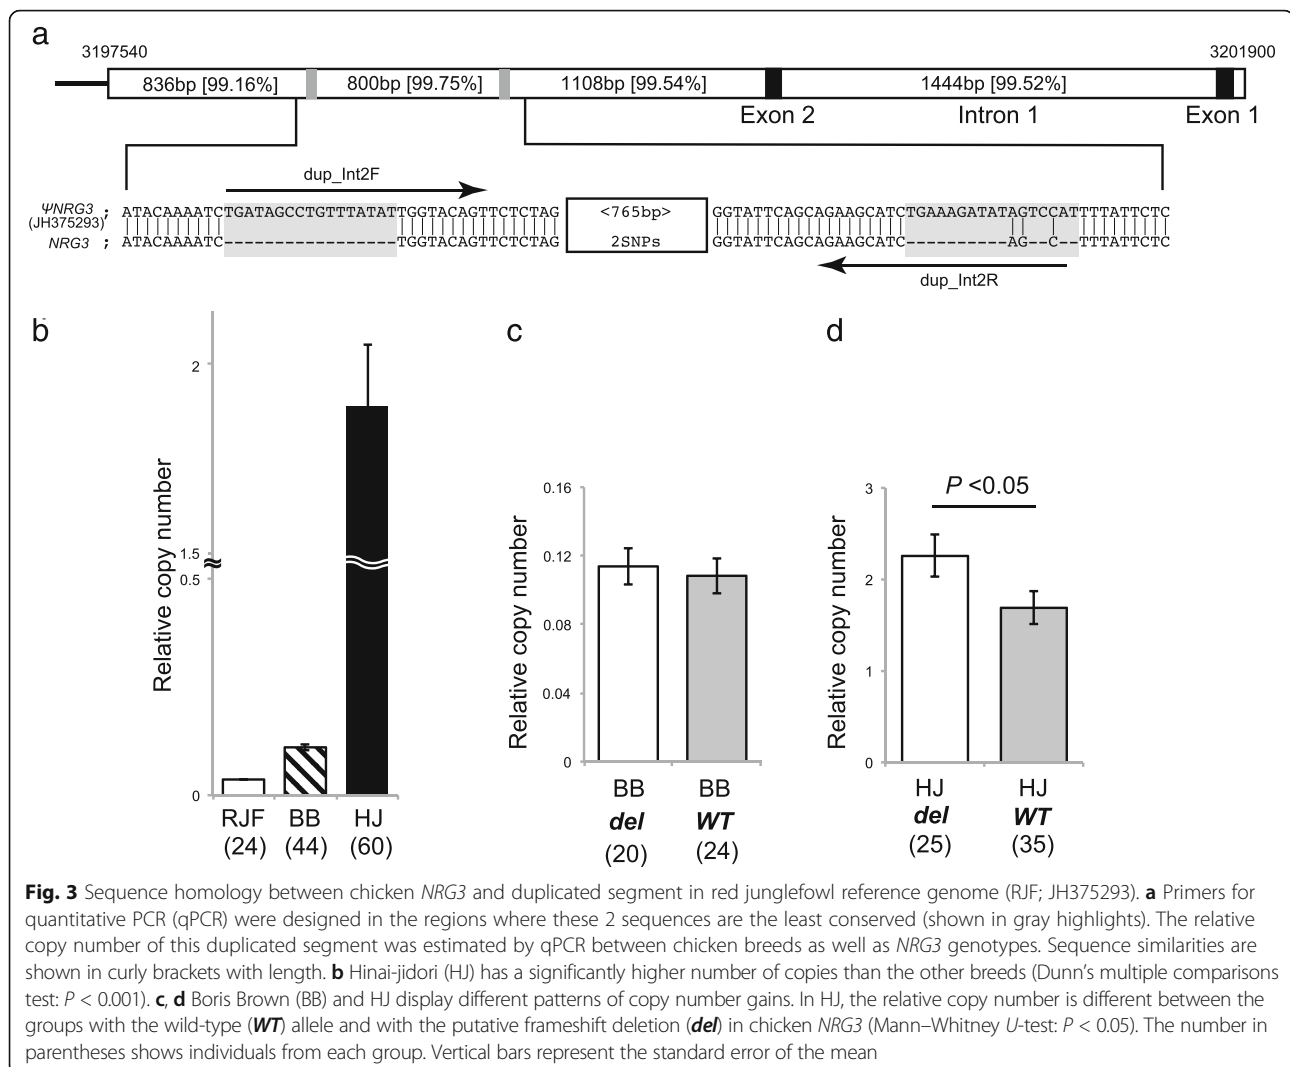 a
3197540
3201900
836bp [99.16%]
800bp [99.75%]
1108bp [99.54%]
1444bp [99.52%]
Exon 2
Intron 1
Exon 1
dup_Int2F
ΨNRG3 ; ATACAAAATCTGATAGCCTGTTTATATTGGTACAGTTCTCTAG <765bp> GGTATTCAGCAGAAGCATCTGAAAGATATAGTCCATTTTATTCTC
(JH375293)
NRG3 ; ATACAAAATC-----------------TGGTACAGTTCTCTAG 2SNPs GGTATTCAGCAGAAGCATC----------AG--C--TTTATTCTC
dup_Int2R
b
Relative copy number
2
1.5
0.5
0
RJF BB HJ
(24) (44) (60)
c
Relative copy number
0.16
0.12
0.08
0.04
0
BB BB
del WT
(20) (24)
d
Relative copy number
P <0.05
3
2
1
0
HJ HJ
del WT
(25) (35)
Fig. 3 Sequence homology between chicken NRG3 and duplicated segment in red junglefowl reference genome (RJF; JH375293). a Primers for
quantitative PCR (qPCR) were designed in the regions where these 2 sequences are the least conserved (shown in gray highlights). The relative
copy number of this duplicated segment was estimated by qPCR between chicken breeds as well as NRG3 genotypes. Sequence similarities are
shown in curly brackets with length. b Hinai-jidori (HJ) has a significantly higher number of copies than the other breeds (Dunn's multiple comparisons
test: P < 0.001). c, d Boris Brown (BB) and HJ display different patterns of copy number gains. In HJ, the relative copy number is different between the
groups with the wild-type (WT) allele and with the putative frameshift deletion (del) in chicken NRG3 (Mann–Whitney U-test: P < 0.05). The number in
parentheses shows individuals from each group. Vertical bars represent the standard error of the mean